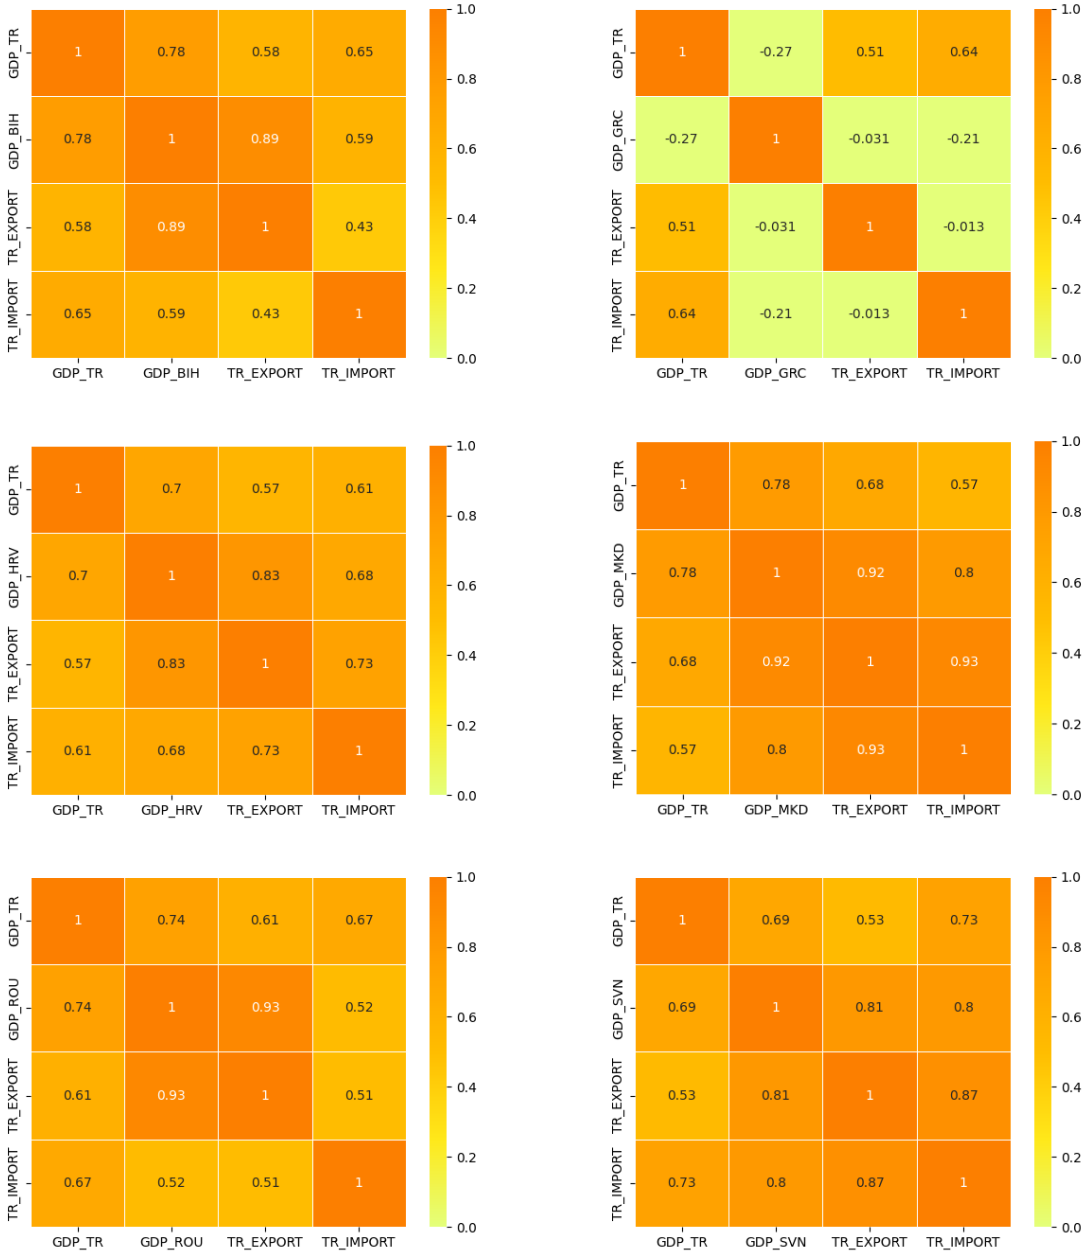 GDP_TR 1 0.78 0.58 0.65
GDP_BIH 0.78 1 0.89 0.59
TR_EXPORT 0.58 0.89 1 0.43
TR_IMPORT 0.65 0.59 0.43 1
GDP_TR GDP_BIH TR_EXPORT TR_IMPORT
1.0
0.8
0.6
0.4
0.2
0.0
GDP_TR 1 -0.27 0.51 0.64
GDP_GRC -0.27 1 -0.031 -0.21
TR_EXPORT 0.51 -0.031 1 -0.013
TR_IMPORT 0.64 -0.21 -0.013 1
GDP_TR GDP_GRC TR_EXPORT TR_IMPORT
1.0
0.8
0.6
0.4
0.2
0.0
GDP_TR 1 0.7 0.57 0.61
GDP_HRV 0.7 1 0.83 0.68
TR_EXPORT 0.57 0.83 1 0.73
TR_IMPORT 0.61 0.68 0.73 1
GDP_TR GDP_HRV TR_EXPORT TR_IMPORT
1.0
0.8
0.6
0.4
0.2
0.0
GDP_TR 1 0.78 0.68 0.57
GDP_MKD 0.78 1 0.92 0.8
TR_EXPORT 0.68 0.92 1 0.93
TR_IMPORT 0.57 0.8 0.93 1
GDP_TR GDP_MKD TR_EXPORT TR_IMPORT
1.0
0.8
0.6
0.4
0.2
0.0
GDP_TR 1 0.74 0.61 0.67
GDP_ROU 0.74 1 0.93 0.52
TR_EXPORT 0.61 0.93 1 0.51
TR_IMPORT 0.67 0.52 0.51 1
GDP_TR GDP_ROU TR_EXPORT TR_IMPORT
1.0
0.8
0.6
0.4
0.2
0.0
GDP_TR 1 0.69 0.53 0.73
GDP_SVN 0.69 1 0.81 0.8
TR_EXPORT 0.53 0.81 1 0.87
TR_IMPORT 0.73 0.8 0.87 1
GDP_TR GDP_SVN TR_EXPORT TR_IMPORT
1.0
0.8
0.6
0.4
0.2
0.0